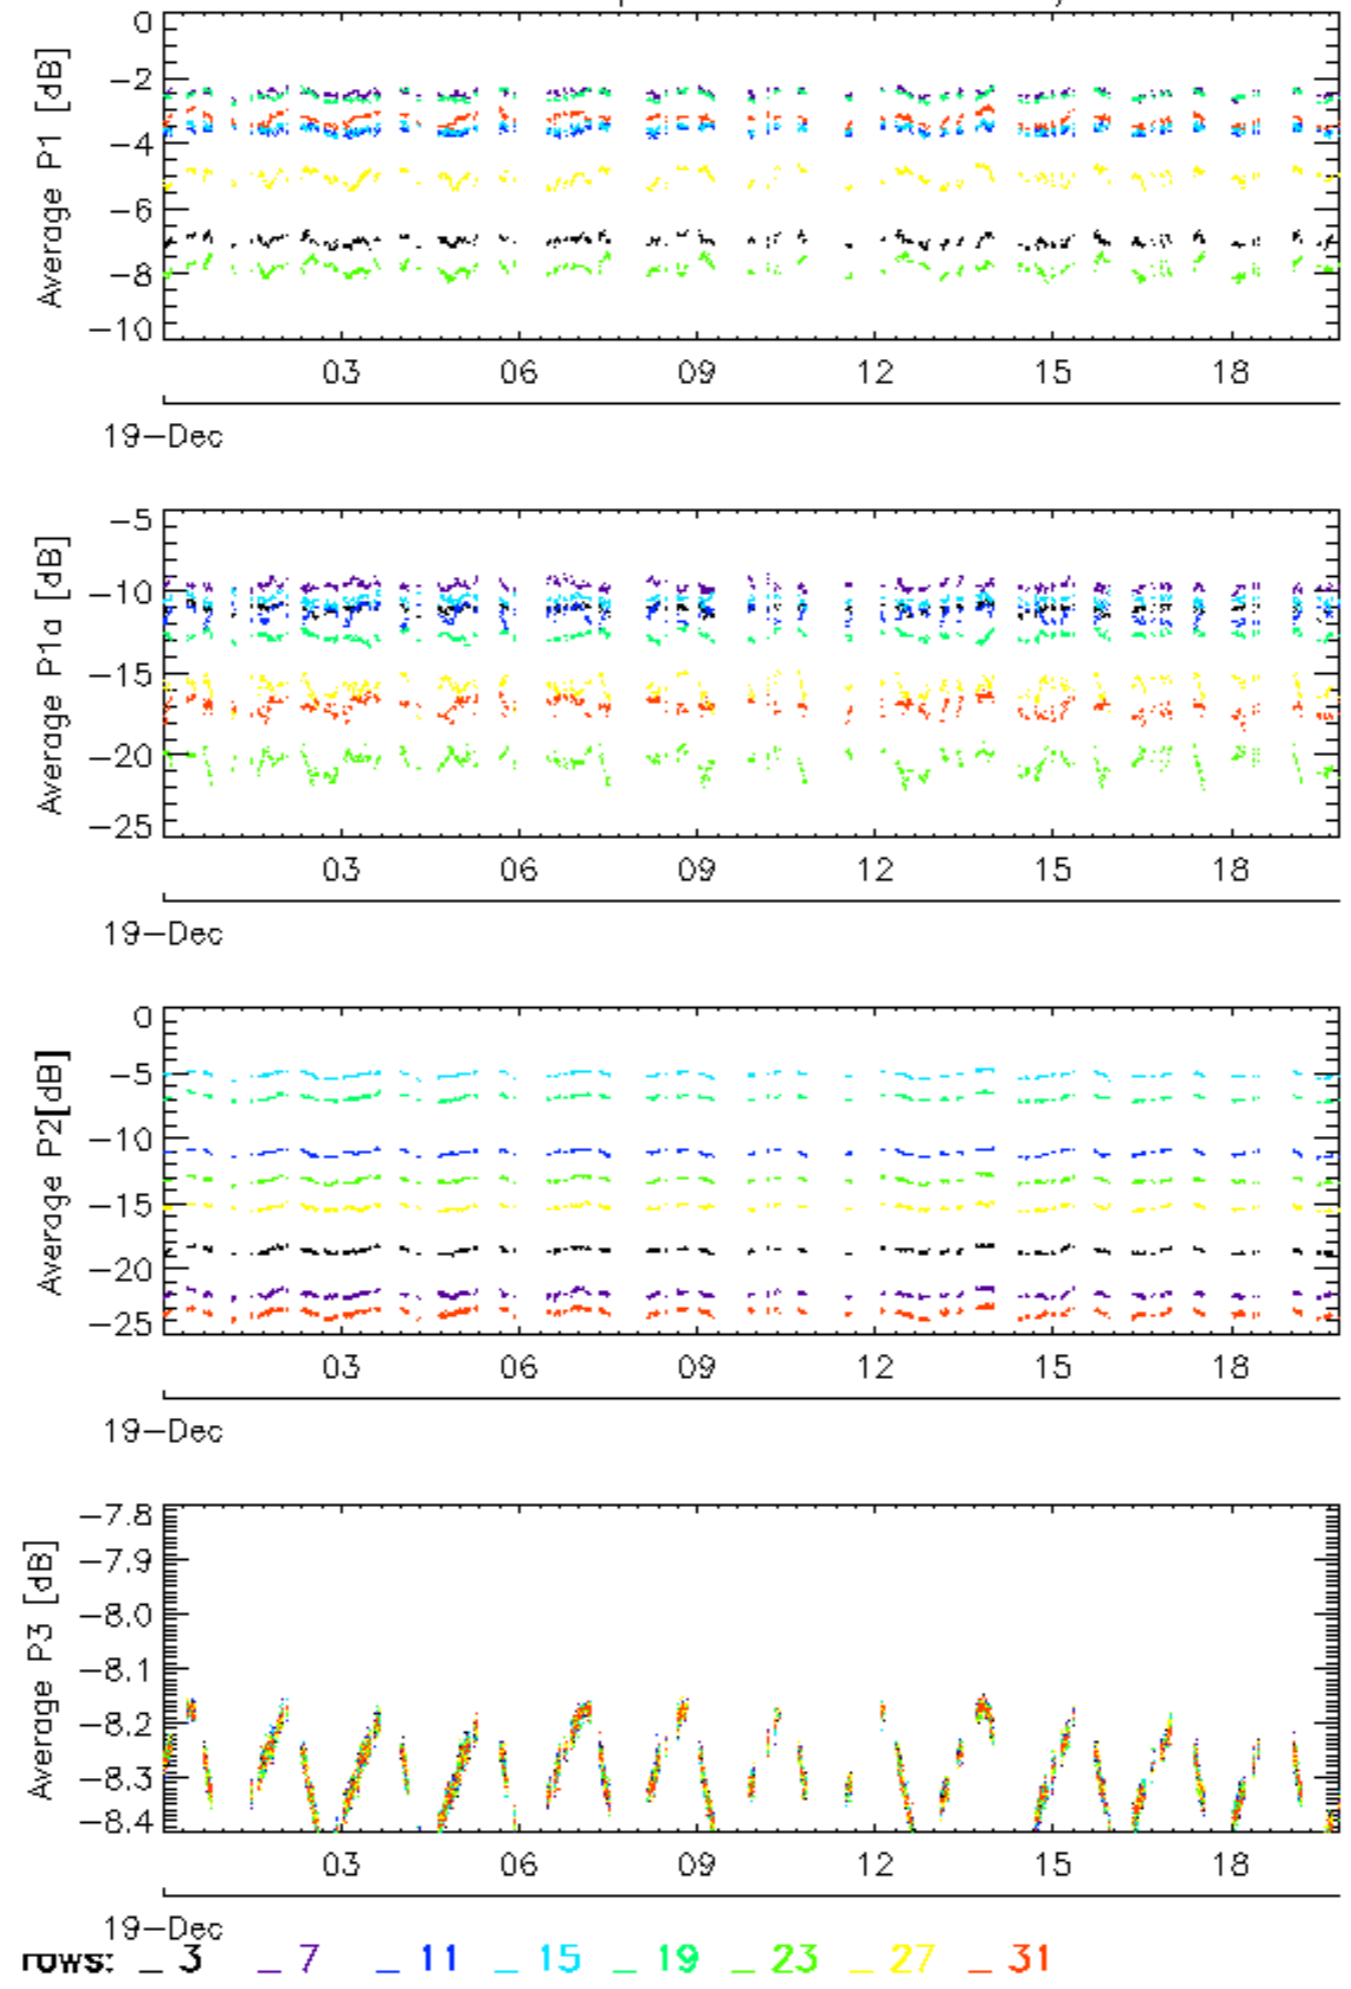 0
−2
−4
−6
−8
−10
Average P1 [dB]
03 06 09 12 15 18
19−Dec
−5
−10
−15
−20
−25
Average P1a [dB]
03 06 09 12 15 18
19−Dec
0
−5
−10
−15
−20
−25
Average P2[dB]
03 06 09 12 15 18
19−Dec
−7.8
−7.9
−8.0
−8.1
−8.2
−8.3
−8.4
Average P3 [dB]
03 06 09 12 15 18
19−Dec
rows: _ 3 _ 7 _ 11 _ 15 _ 19 _ 23 _ 27 _ 31